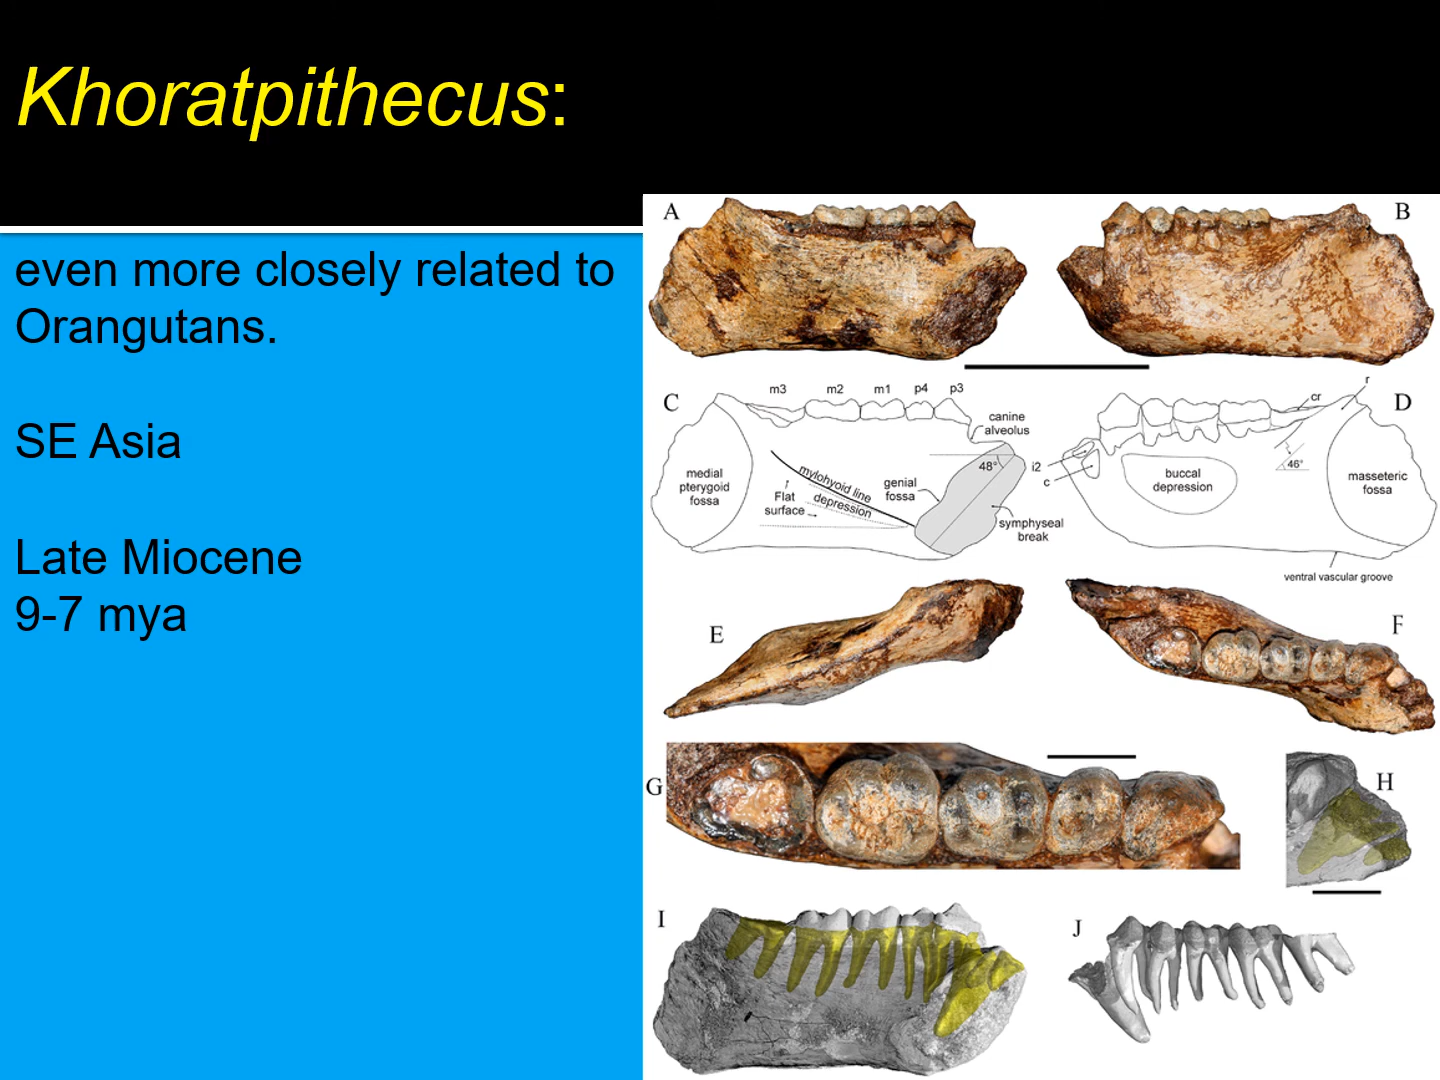 Khoratpithecus:
even more closely related to
Orangutans.
SE Asia
Late Miocene
9-7 mya
A
B
C
m3
m2
m1
p4
p3
canine
alveolus
medial
pterygoid
fossa
mylohyoid line
depression
Flat
surface
genial
fossa
48°
symphyseal
break
D
r
cr
i2
c
46°
buccal
depression
masseteric
fossa
ventral vascular groove
E
F
G
H
I
J